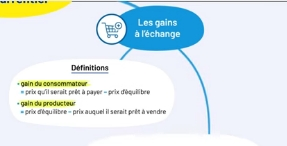 Les gains
à l'échange
Définitions
• gain du consommateur
• prix qu'il serait prêt à payer – prix d'équilibre
• gain du producteur
• prix d'équilibre – prix auquel il serait prêt à vendre